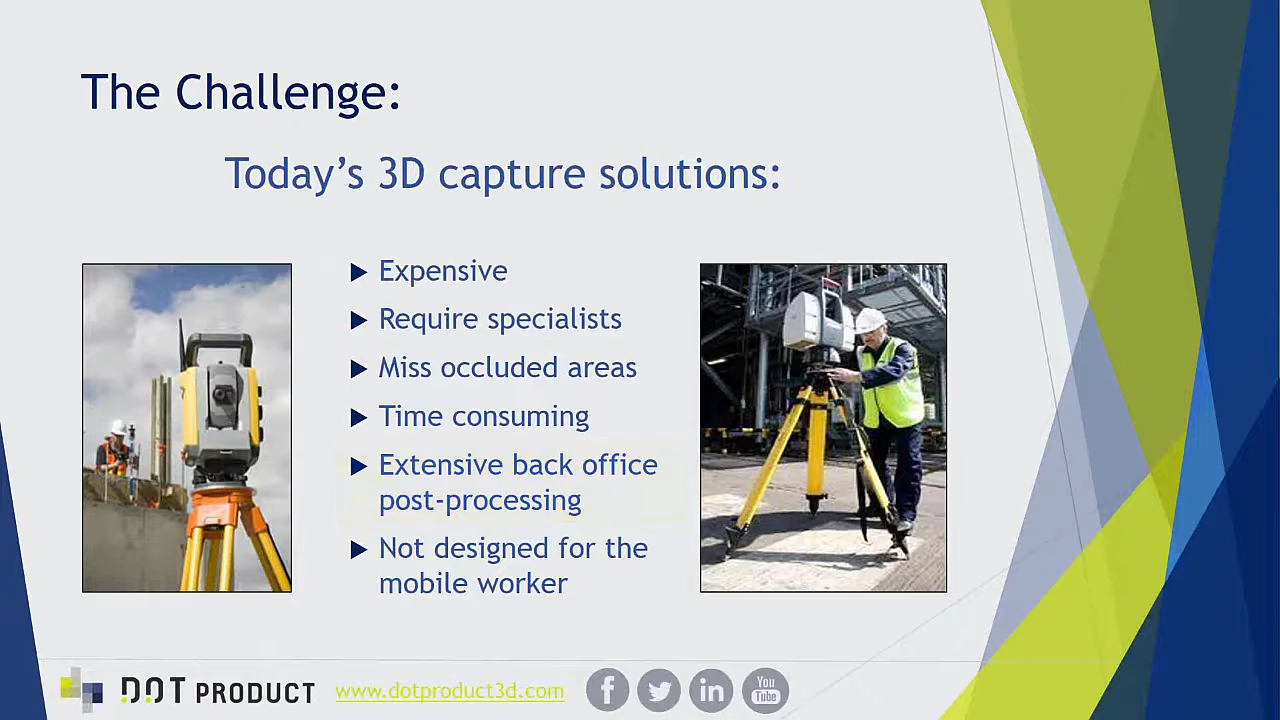 The Challenge:
Today's 3D capture solutions:
Expensive
Require specialists
Miss occluded areas
Time consuming
Extensive back office
post-processing
Not designed for the
mobile worker
DOT PRODUCT
www.dotproduct3d.com
f
in
You
Tube